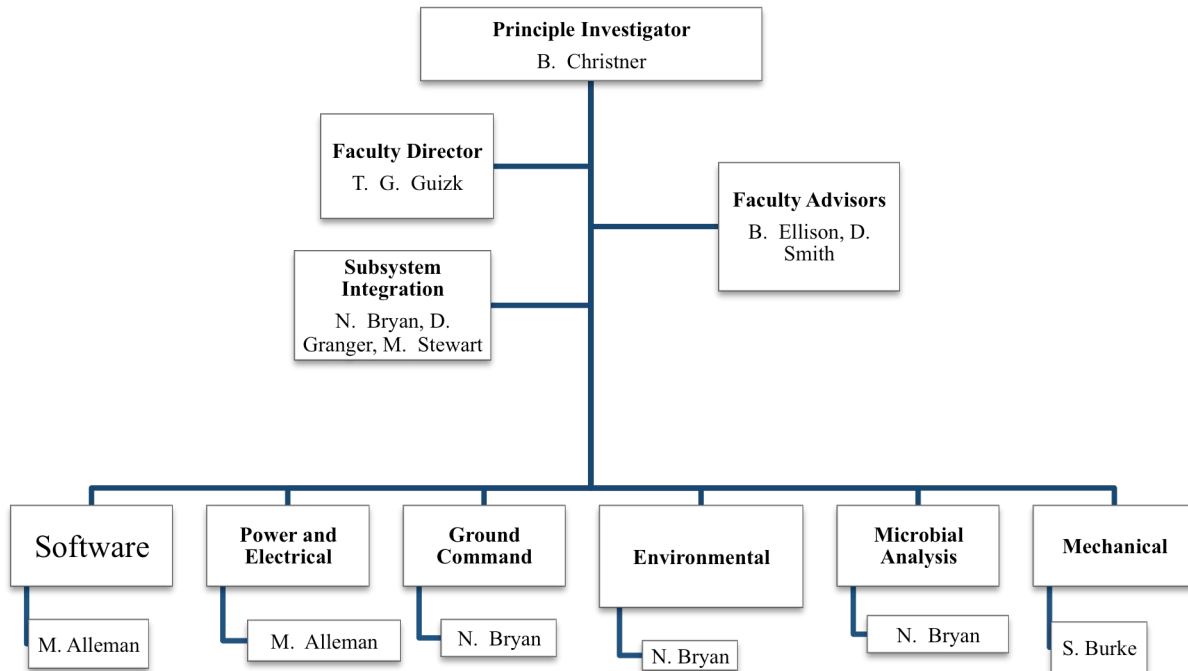 Principle Investigator
B. Christner
Faculty Director
T. G. Guizk
Faculty Advisors
B. Ellison, D.
Smith
Subsystem
Integration
N. Bryan, D.
Granger, M. Stewart
Software
Power and
Electrical
Ground
Command
Environmental
Microbial
Analysis
Mechanical
M. Alleman
M. Alleman
N. Bryan
N. Bryan
N. Bryan
S. Burke